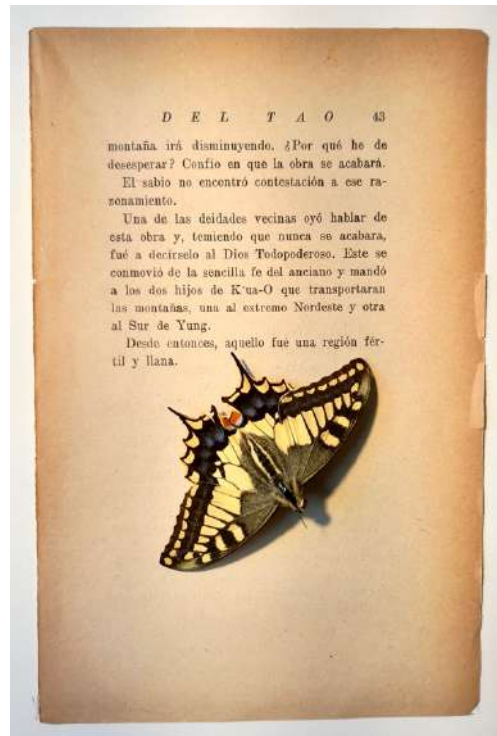 DEL TAO 43
montaña irá disminuyendo. ¿Por qué he de
desesperar? Confío en que la obra se acabará.
El sabio no encontró contestación a ese ra-
zonamiento.
Una de las deidades vecinas oyó hablar de
esta obra y, temiendo que nunca se acabara,
fué a decírselo al Dios Todopoderoso. Este se
conmovió de la sencilla fe del anciano y mandó
a los dos hijos de K'ua-O que transportaran
las montañas, una al extremo Nordeste y otra
al Sur de Yung.
Desde entonces, aquello fué una región fér-
til y llana.